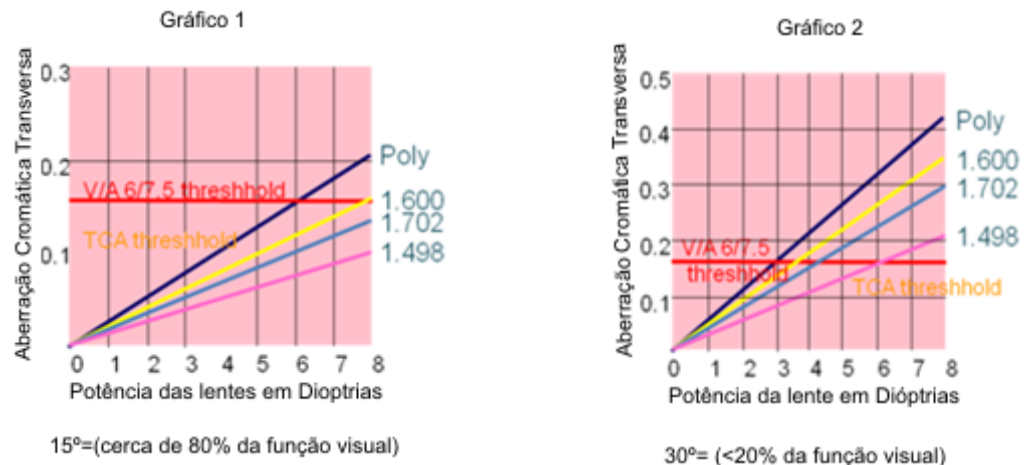 Gráfico 1
Aberração Cromática Transversa
0.3
0.2
0.1
V/A 6/7.5 threshhold
TCA threshhold
Poly
1.600
1.702
1.498
0 1 2 3 4 5 6 7 8
Potência das lentes em Dioptrias
15º=(cerca de 80% da função visual)
Gráfico 2
Aberração Cromática Transversa
0.5
0.4
0.3
0.2
0.1
V/A 6/7.5
threshhold
TCA threshhold
Poly
1.600
1.702
1.498
0 1 2 3 4 5 6 7 8
Potência da lente em Dióptrias
30º= (<20% da função visual)